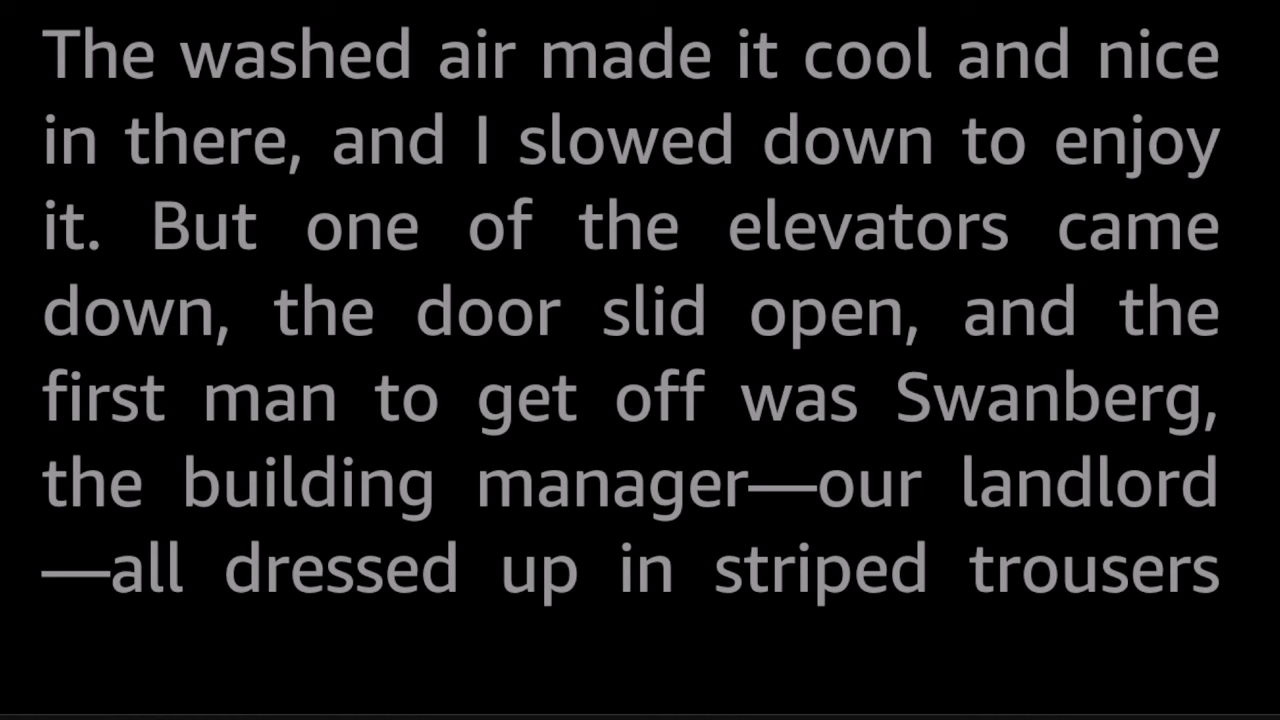 The washed air made it cool and nice
in there, and I slowed down to enjoy
it. But one of the elevators came
down, the door slid open, and the
first man to get off was Swanberg,
the building manager—our landlord
—all dressed up in striped trousers